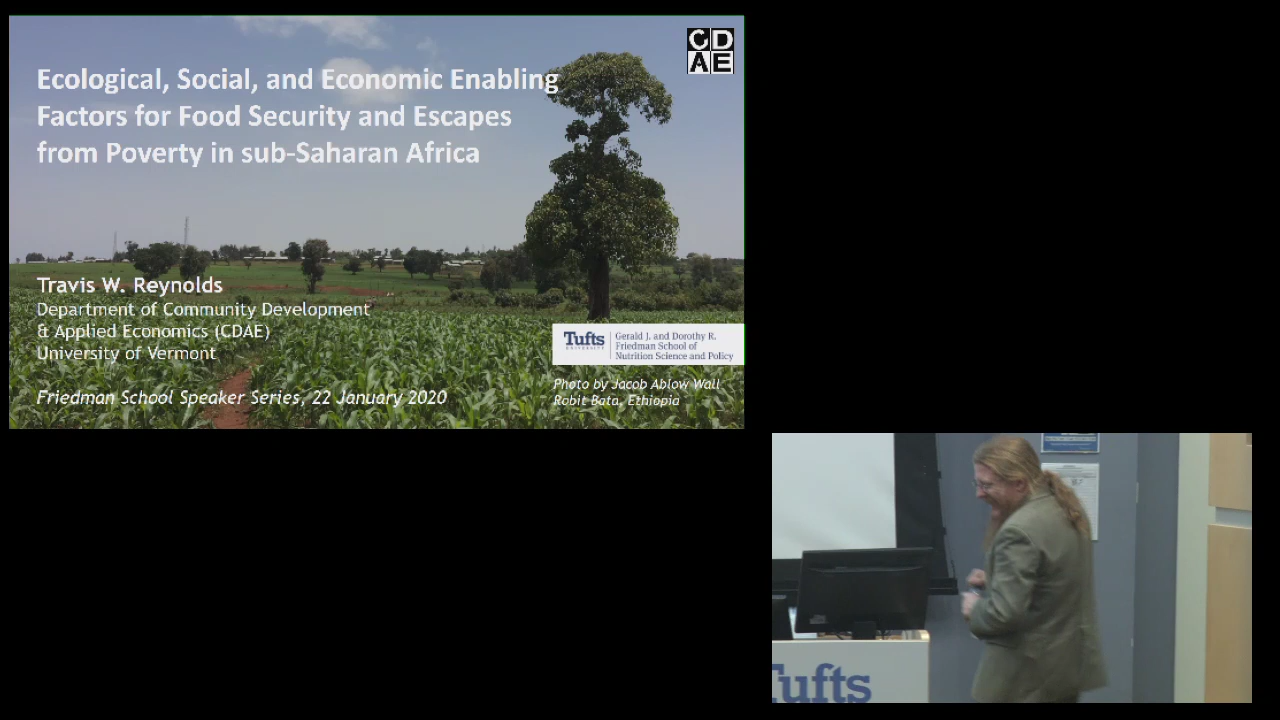 CD
AE
Ecological, Social, and Economic Enabling
Factors for Food Security and Escapes
from Poverty in sub-Saharan Africa
Travis W. Reynolds
Department of Community Development
& Applied Economics (CDAE)
University of Vermont
Friedman School Speaker Series, 22 January 2020
Tufts
UNIVERSITY
Gerald J. and Dorothy R.
Friedman School of
Nutrition Science and Policy
Photo by Jacob Ablow Wall
Robit Bata, Ethiopia
Tufts